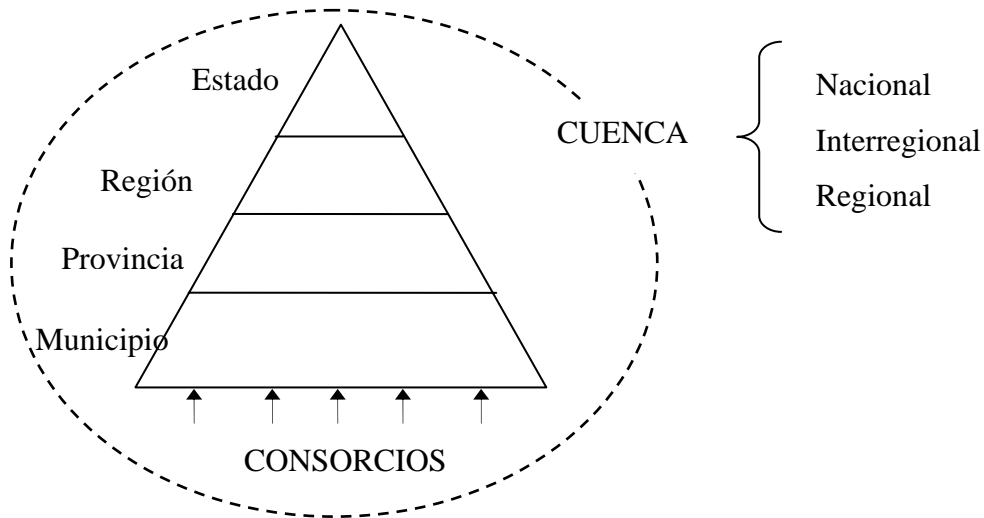 Estado
Nacional
CUENCA
Interregional
Región
Regional
Provincia
Municipio
CONSORCIOS